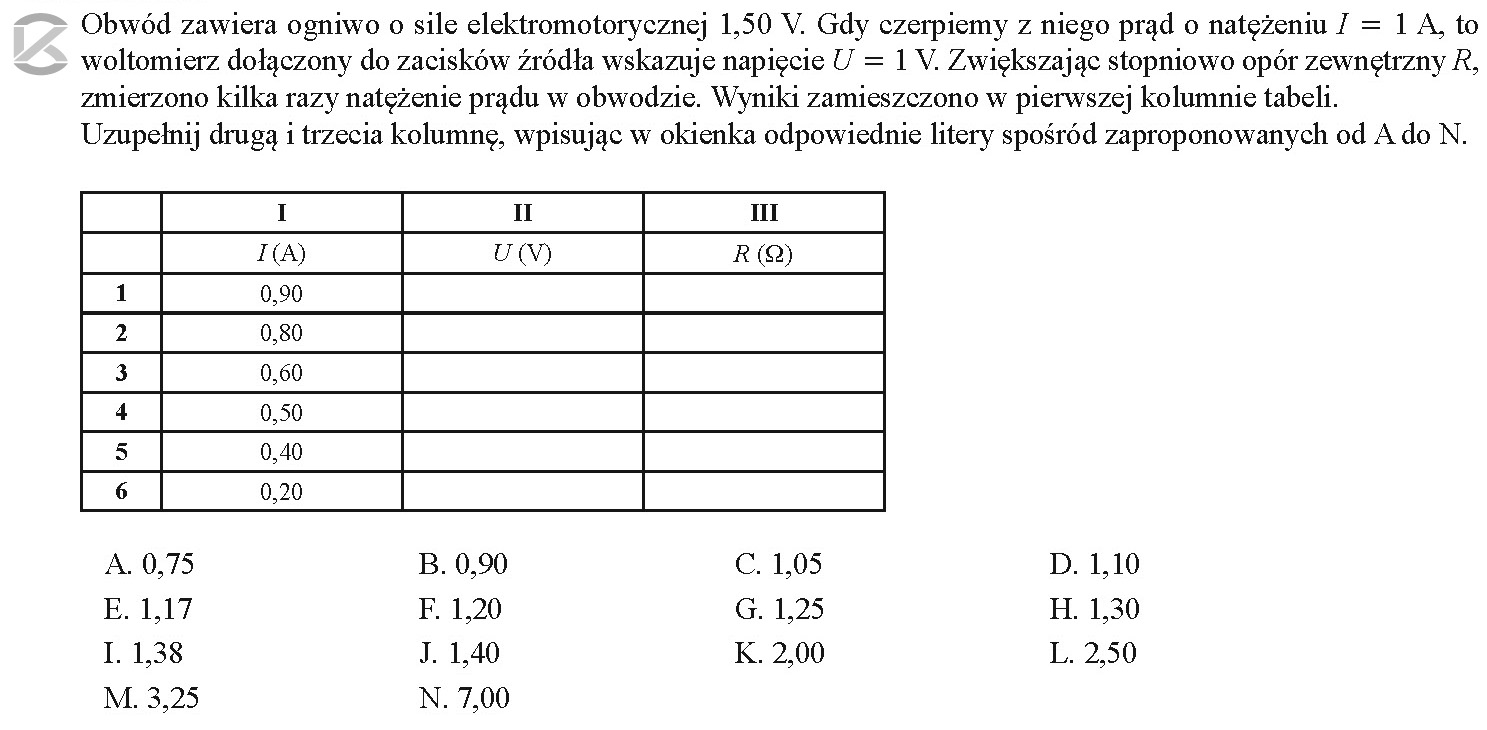 Obwód zawiera ogniwo o sile elektromotorycznej 1,50 V. Gdy czerpiemy z niego prąd o natężeniu I = 1 A, to
woltomierz dołączony do zacisków źródła wskazuje napięcie U = 1 V. Zwiększając stopniowo opór zewnętrzny R,
zmierzono kilka razy natężenie prądu w obwodzie. Wyniki zamieszczono w pierwszej kolumnie tabeli.
Uzupełnij drugą i trzecia kolumnę, wpisując w okienka odpowiednie litery spośród zaproponowanych od A do N.
I II III
I (A) U (V) R (Ω)
1 0,90
2 0,80
3 0,60
4 0,50
5 0,40
6 0,20
A. 0,75 B. 0,90 C. 1,05 D. 1,10
E. 1,17 F. 1,20 G. 1,25 H. 1,30
I. 1,38 J. 1,40 K. 2,00 L. 2,50
M. 3,25 N. 7,00